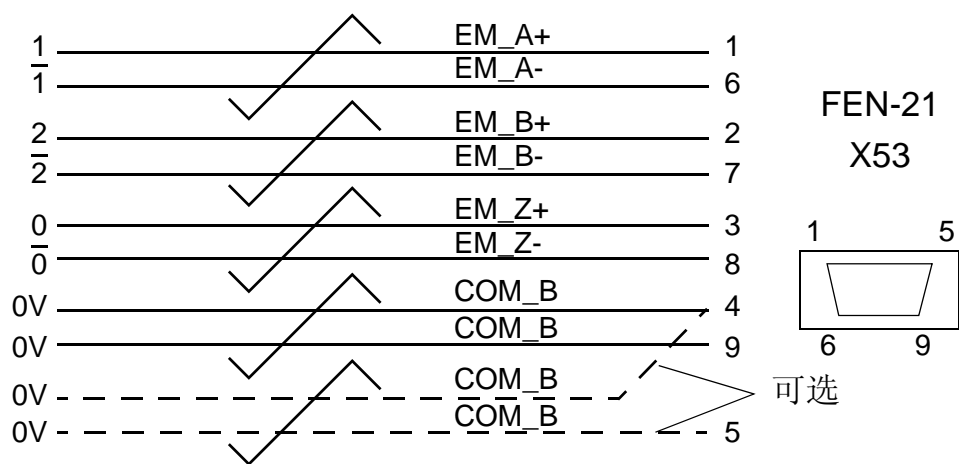 1 EM_A+ 1
1̅ EM_A- 6
2 EM_B+ 2
2̅ EM_B- 7
0 EM_Z+ 3
0̅ EM_Z- 8
0V COM_B 4
0V COM_B 9
0V COM_B
0V COM_B 5
可选
FEN-21
X53
1 5
6 9